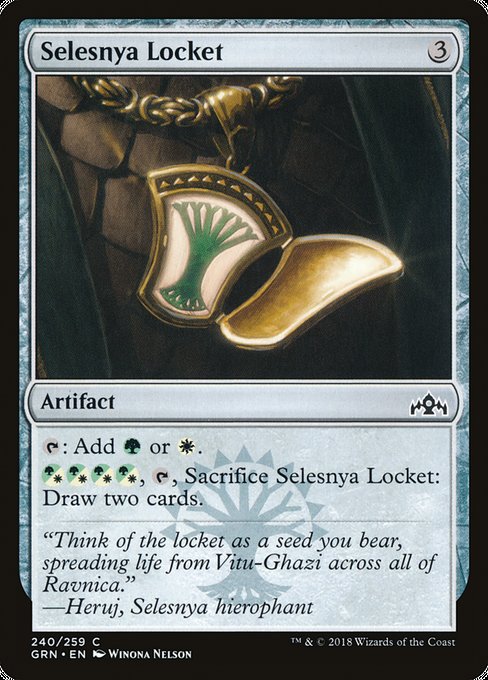 Selesnya Locket 3
Artifact
: Add or .
, , Sacrifice Selesnya Locket:
Draw two cards.
“Think of the locket as a seed you bear,
spreading life from Vitu-Ghazi across all of
Ravnica.”
—Heruj, Selesnya hierophant
240/259 C
GRN • EN Winona Nelson
™ & © 2018 Wizards of the Coast